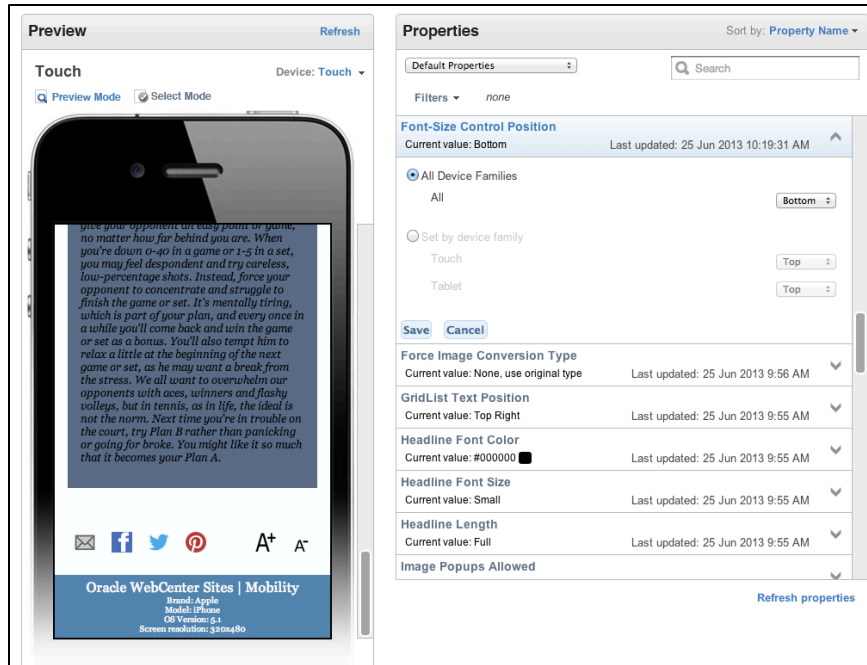 Preview
Refresh
Touch
Device: Touch
Preview Mode
Select Mode
give your opponent an easy point or game,
no matter how far behind you are. When
you're down 0-40 in a game or 1-5 in a set,
you may feel despondent and try careless,
low-percentage shots. Instead, force your
opponent to concentrate and struggle to
finish the game or set. It's mentally tiring,
which is part of your plan, and every once in
a while you'll come back and win the game
or set as a bonus. You'll also tempt him to
relax a little at the beginning of the next
game or set, as he may want a break from
the stress. We all want to overwhelm our
opponents with aces, winners and flashy
volleys, but in tennis, as in life, the ideal is
not the norm. Next time you're in trouble on
the court, try Plan B rather than panicking
or going for broke. You might like it so much
that it becomes your Plan A.
A+ A-
Oracle WebCenter Sites | Mobility
Brand: Apple
Model: iPhone
OS Version: 5.1
Screen resolution: 320x480
Properties
Sort by: Property Name
Default Properties
Search
Filters none
Font-Size Control Position
Current value: Bottom Last updated: 25 Jun 2013 10:19:31 AM
All Device Families
All Bottom
Set by device family
Touch Top
Tablet Top
Save Cancel
Force Image Conversion Type
Current value: None, use original type Last updated: 25 Jun 2013 9:56 AM
GridList Text Position
Current value: Top Right Last updated: 25 Jun 2013 9:55 AM
Headline Font Color
Current value: #000000 Last updated: 25 Jun 2013 9:55 AM
Headline Font Size
Current value: Small Last updated: 25 Jun 2013 9:55 AM
Headline Length
Current value: Full Last updated: 25 Jun 2013 9:55 AM
Image Popups Allowed
Refresh properties